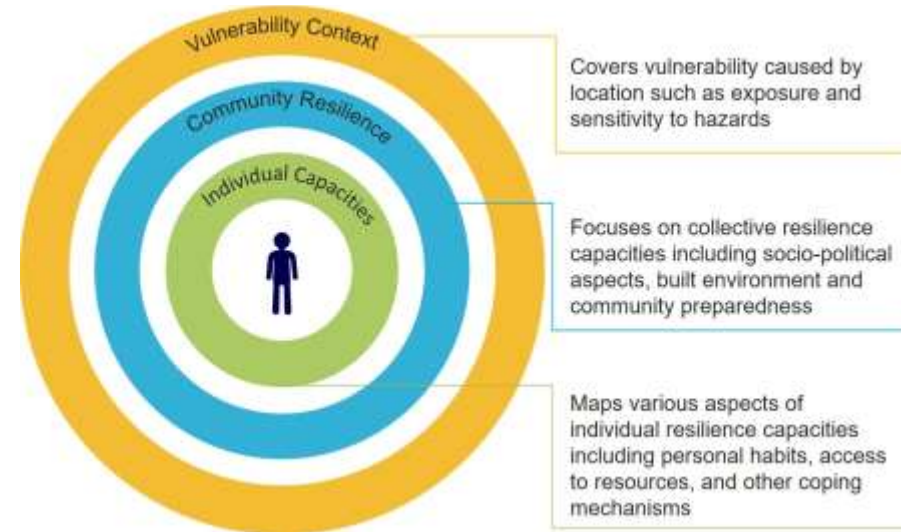 Vulnerability Context
Community Resilience
Individual Capacities
Covers vulnerability caused by
location such as exposure and
sensitivity to hazards
Focuses on collective resilience
capacities including socio-political
aspects, built environment and
community preparedness
Maps various aspects of
individual resilience capacities
including personal habits, access
to resources, and other coping
mechanisms